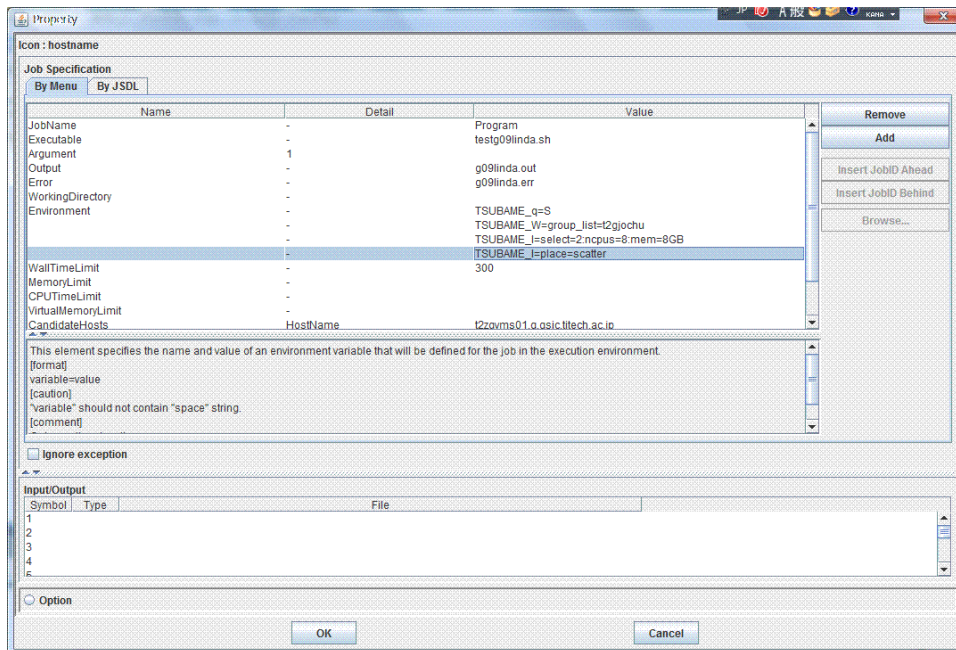 Property
JP A 般 KANA
Icon : hostname
Job Specification
By Menu By JSDL
Name Detail Value
JobName - Program
Executable - testg09linda.sh
Argument 1
Output - g09linda.out
Error - g09linda.err
WorkingDirectory -
Environment - TSUBAME_q=S
- TSUBAME_W=group_list=t2gjochu
- TSUBAME_l=select=2:ncpus=8:mem=8GB
- TSUBAME_l=place=scatter
WallTimeLimit - 300
MemoryLimit -
CPUTimeLimit -
VirtualMemoryLimit -
CandidateHosts HostName t2zgvms01.g.gsic.titech.ac.jp
Remove
Add
Insert JobID Ahead
Insert JobID Behind
Browse...
This element specifies the name and value of an environment variable that will be defined for the job in the execution environment.
[format]
variable=value
[caution]
"variable" should not contain "space" string.
[comment]
Ignore exception
Input/Output
Symbol Type File
1
2
3
4
5
Option
OK Cancel